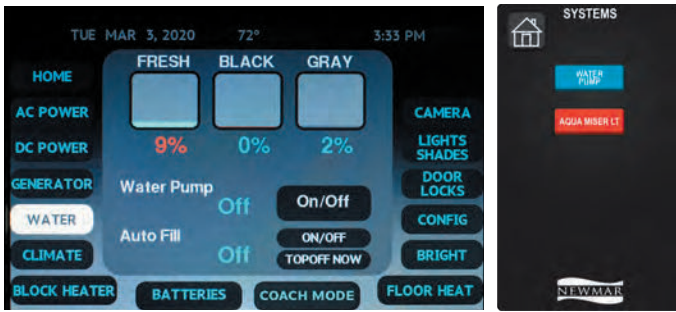 TUE MAR 3, 2020 72° 3:33 PM
HOME
AC POWER
DC POWER
GENERATOR
WATER
CLIMATE
BLOCK HEATER
FRESH BLACK GRAY
9% 0% 2%
Water Pump Off On/Off
Auto Fill Off ON/OFF
TOPOFF NOW
CAMERA
LIGHTS
SHADES
DOOR
LOCKS
CONFIG
BRIGHT
FLOOR HEAT
BATTERIES COACH MODE
SYSTEMS
WATER
PUMP
AQUA MISER LT
NEWMAR